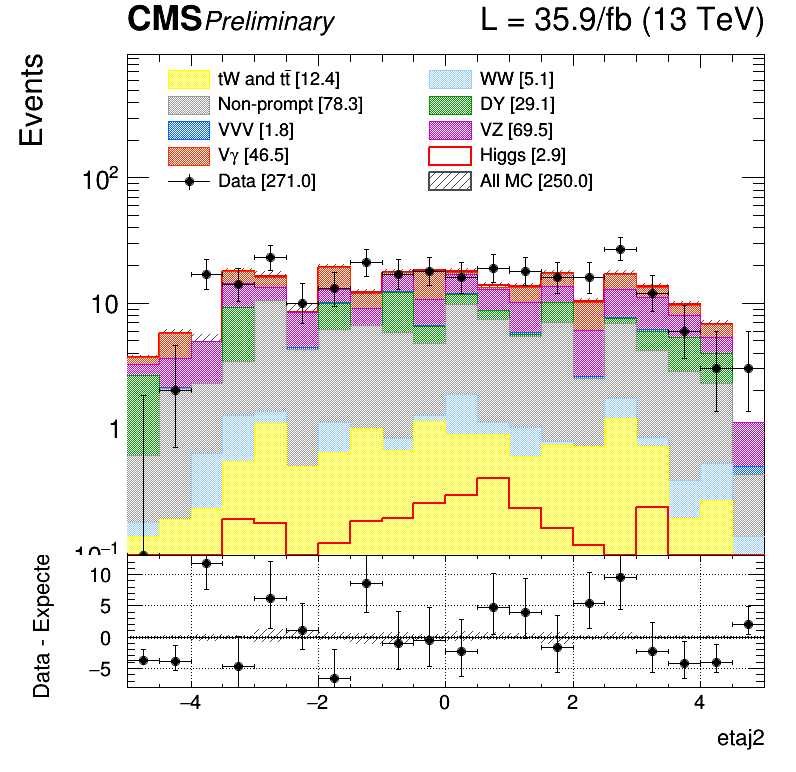 CMS Preliminary L = 35.9/fb (13 TeV)
Events
tW and tt̄ [12.4] WW [5.1]
Non-prompt [78.3] DY [29.1]
VVV [1.8] VZ [69.5]
Vγ [46.5] Higgs [2.9]
Data [271.0] All MC [250.0]
10²
10
1
10⁻¹
Data - Expecte
10
5
0
−5
−4 −2 0 2 4
etaj2